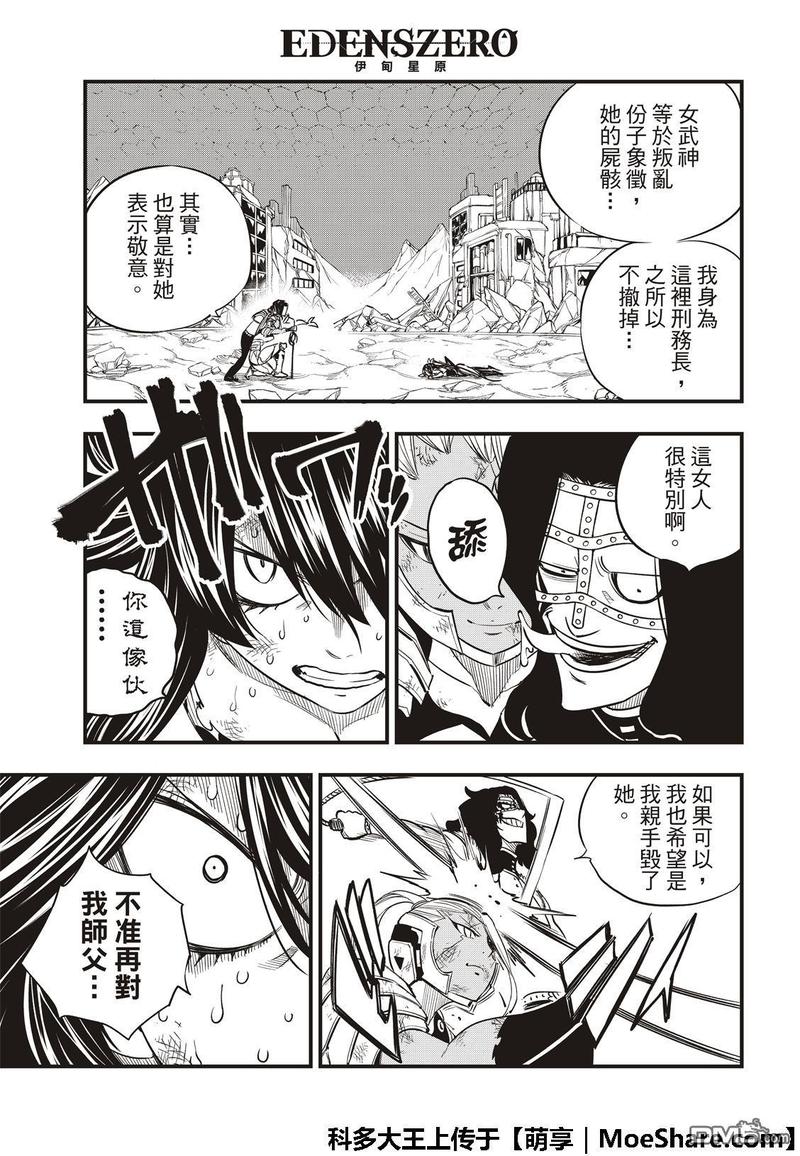 EDENSZERO
伊甸星原
女武神
等於叛亂
份子象徵，
她的屍骸…
我身為
這裡刑務長，
之所以
不撤掉…
其實…
也算是對她
表示敬意。
這女人
很特別啊。
舔
ザワ
你這傢伙
……
如果可以，
我也希望是
我親手毀了
她。
不准再對
我師父…
科多大王上传于【萌享｜MoeShare.com】